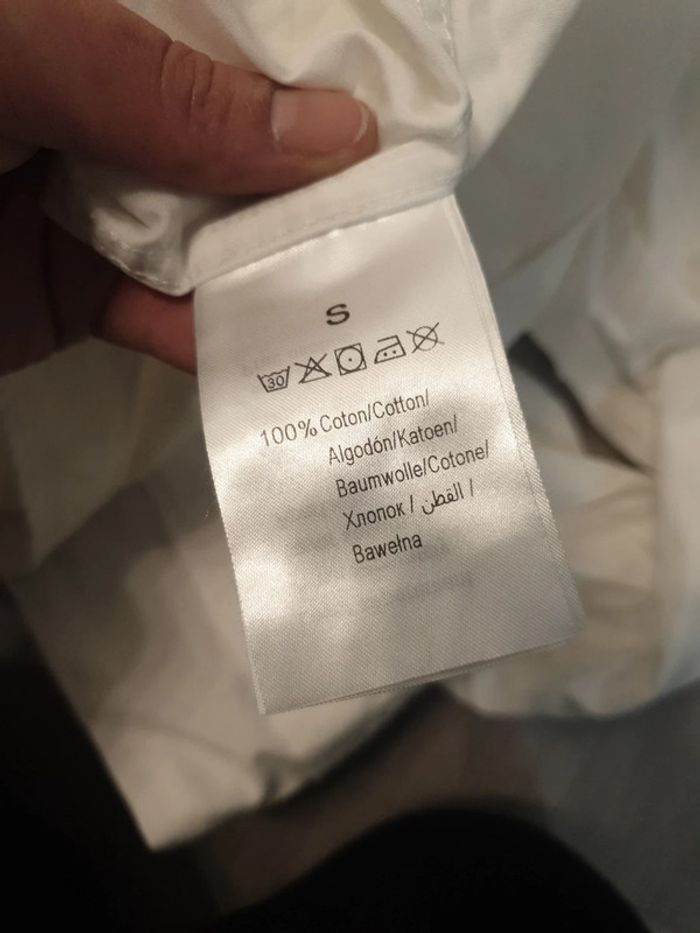 S
30
100% Coton/Cotton/
Algodón/Katoen/
Baumwolle/Cotone/
Хлопок / القطن /
Bawełna